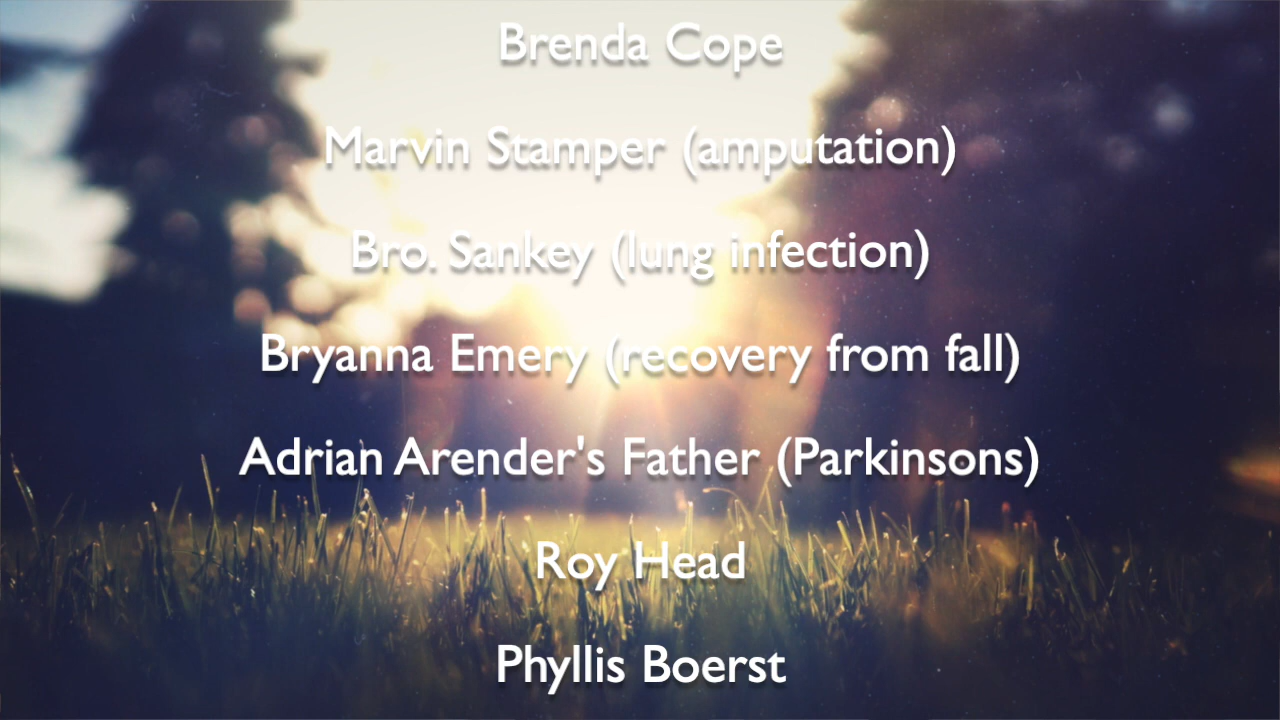 Brenda Cope
Marvin Stamper (amputation)
Bro. Sankey (lung infection)
Bryanna Emery (recovery from fall)
Adrian Arender's Father (Parkinsons)
Roy Head
Phyllis Boerst